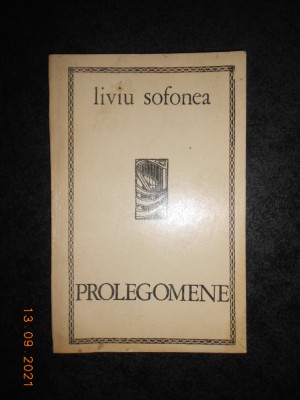 liviu sofonea
PROLEGOMENE
13 09 2021